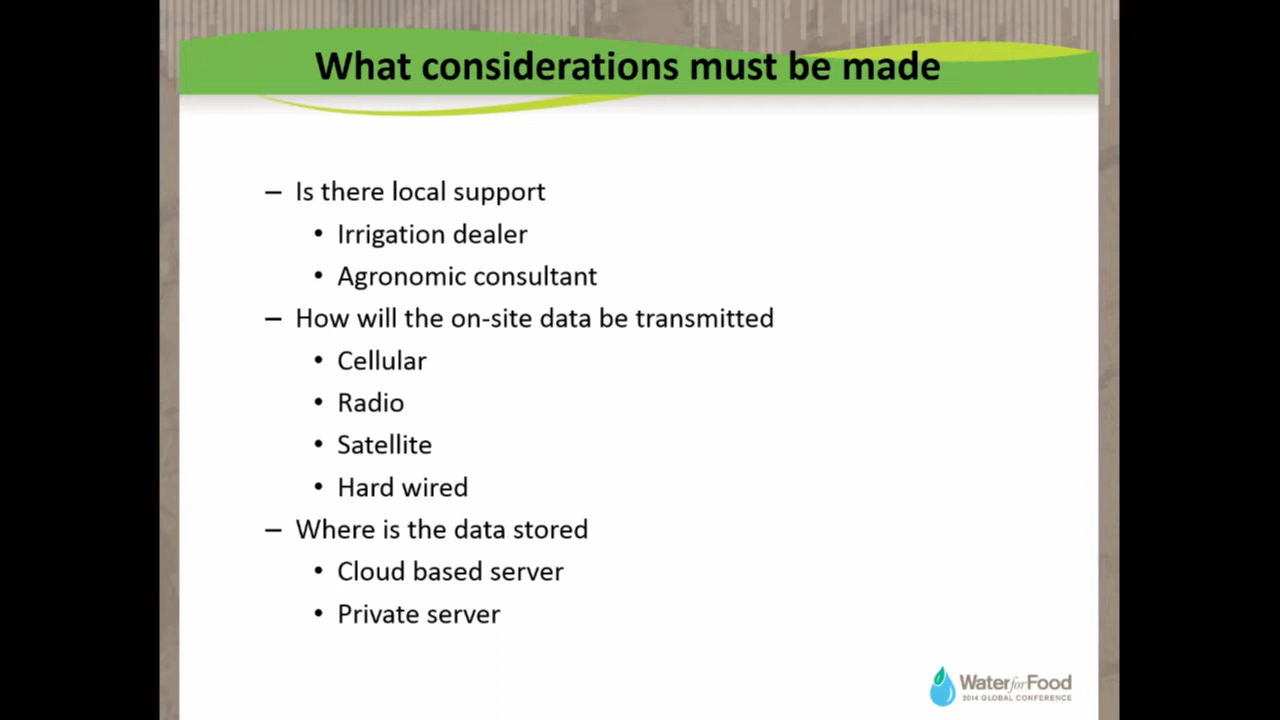 What considerations must be made
– Is there local support
• Irrigation dealer
• Agronomic consultant
– How will the on-site data be transmitted
• Cellular
• Radio
• Satellite
• Hard wired
– Where is the data stored
• Cloud based server
• Private server
Water for Food
2014 GLOBAL CONFERENCE